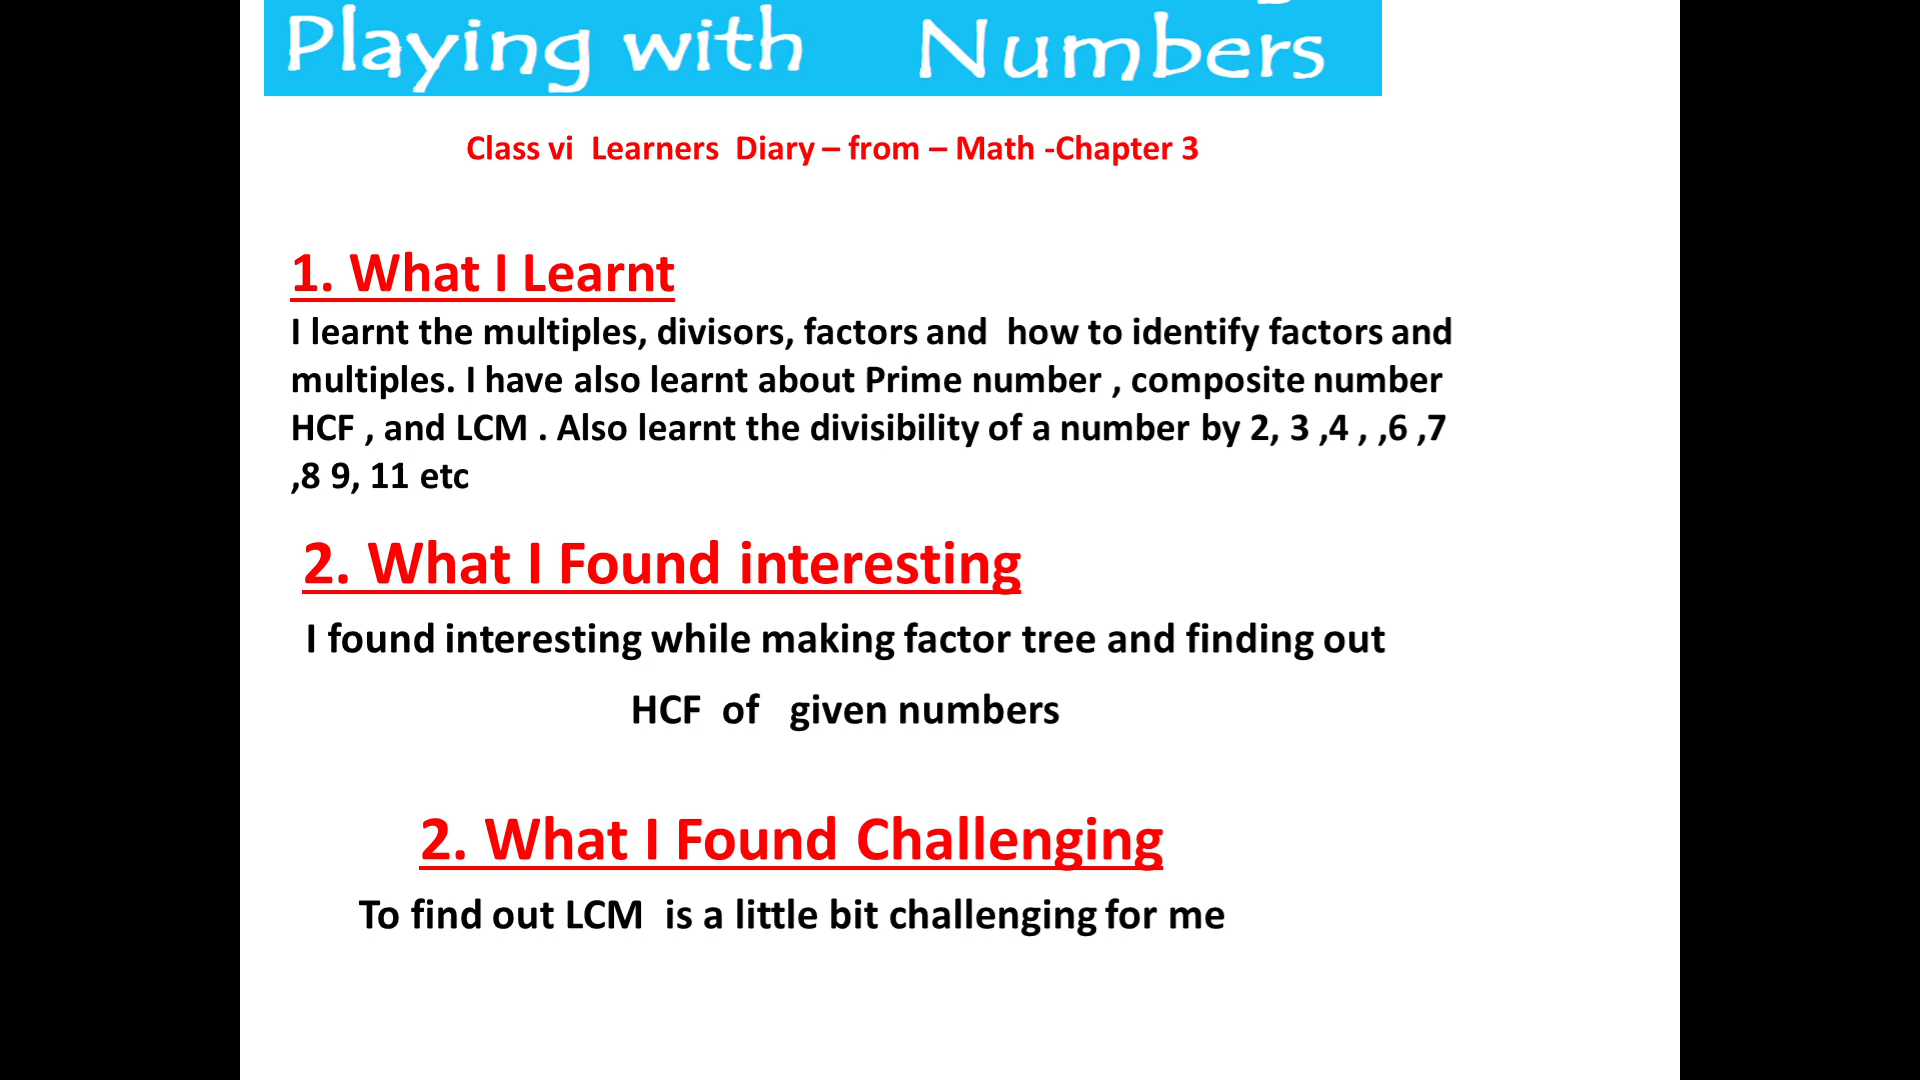 Playing with Numbers
Class vi Learners Diary – from – Math -Chapter 3
1. What I Learnt
I learnt the multiples, divisors, factors and how to identify factors and
multiples. I have also learnt about Prime number , composite number
HCF , and LCM . Also learnt the divisibility of a number by 2, 3 ,4 , ,6 ,7
,8 9, 11 etc
2. What I Found interesting
I found interesting while making factor tree and finding out
HCF of given numbers
2. What I Found Challenging
To find out LCM is a little bit challenging for me